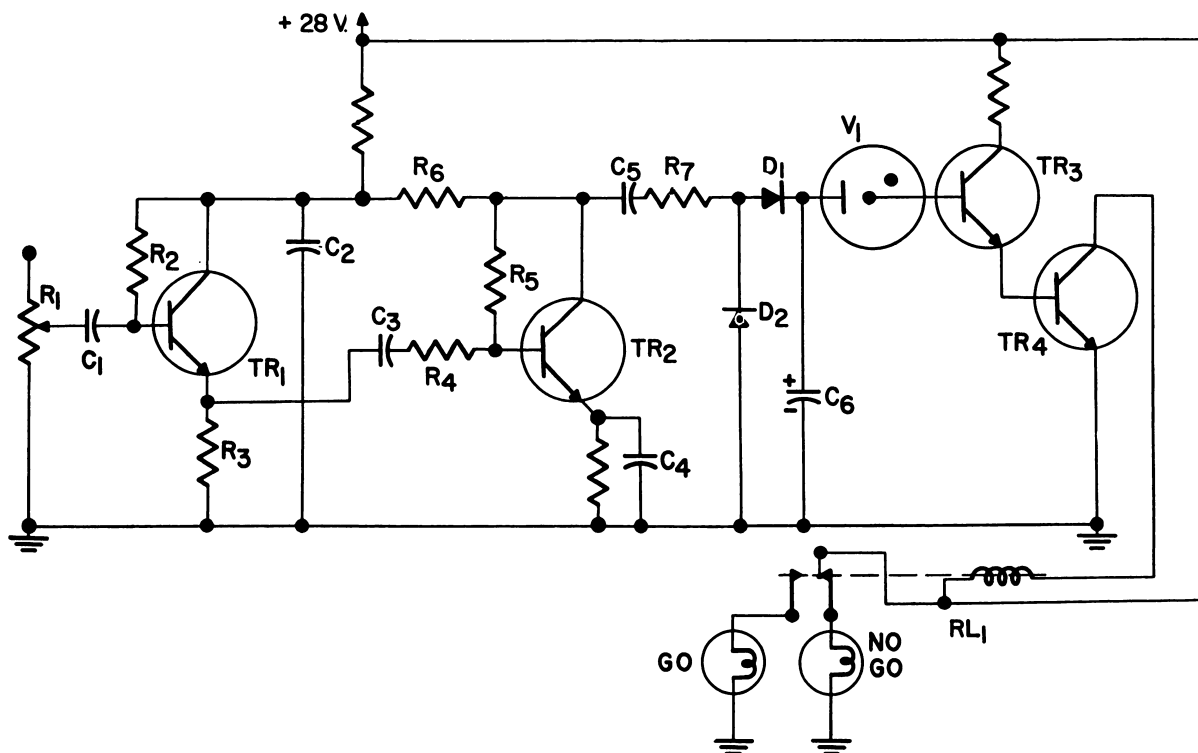 + 28 V.
V1
R6
C5
R7
D1
TR3
R2
C2
R5
R1
C3
D2
C1
TR1
R4
TR2
TR4
C6
+
-
R3
C4
RL1
GO
NO
GO